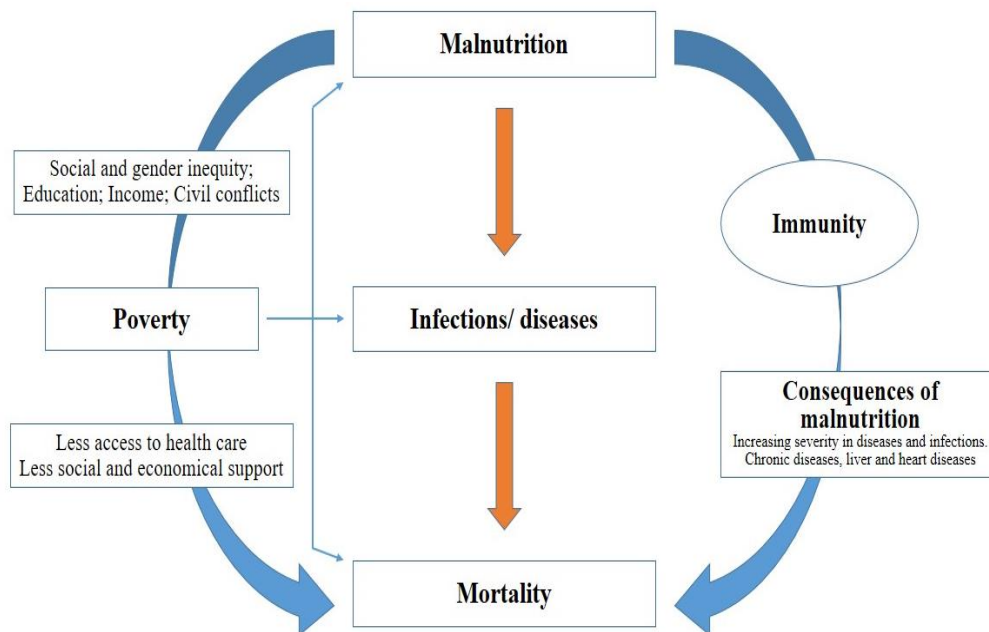 Malnutrition
Social and gender inequity;
Education; Income; Civil conflicts
Immunity
Poverty
Infections/ diseases
Less access to health care
Less social and economical support
Consequences of
malnutrition
Increasing severity in diseases and infections.
Chronic diseases, liver and heart diseases
Mortality